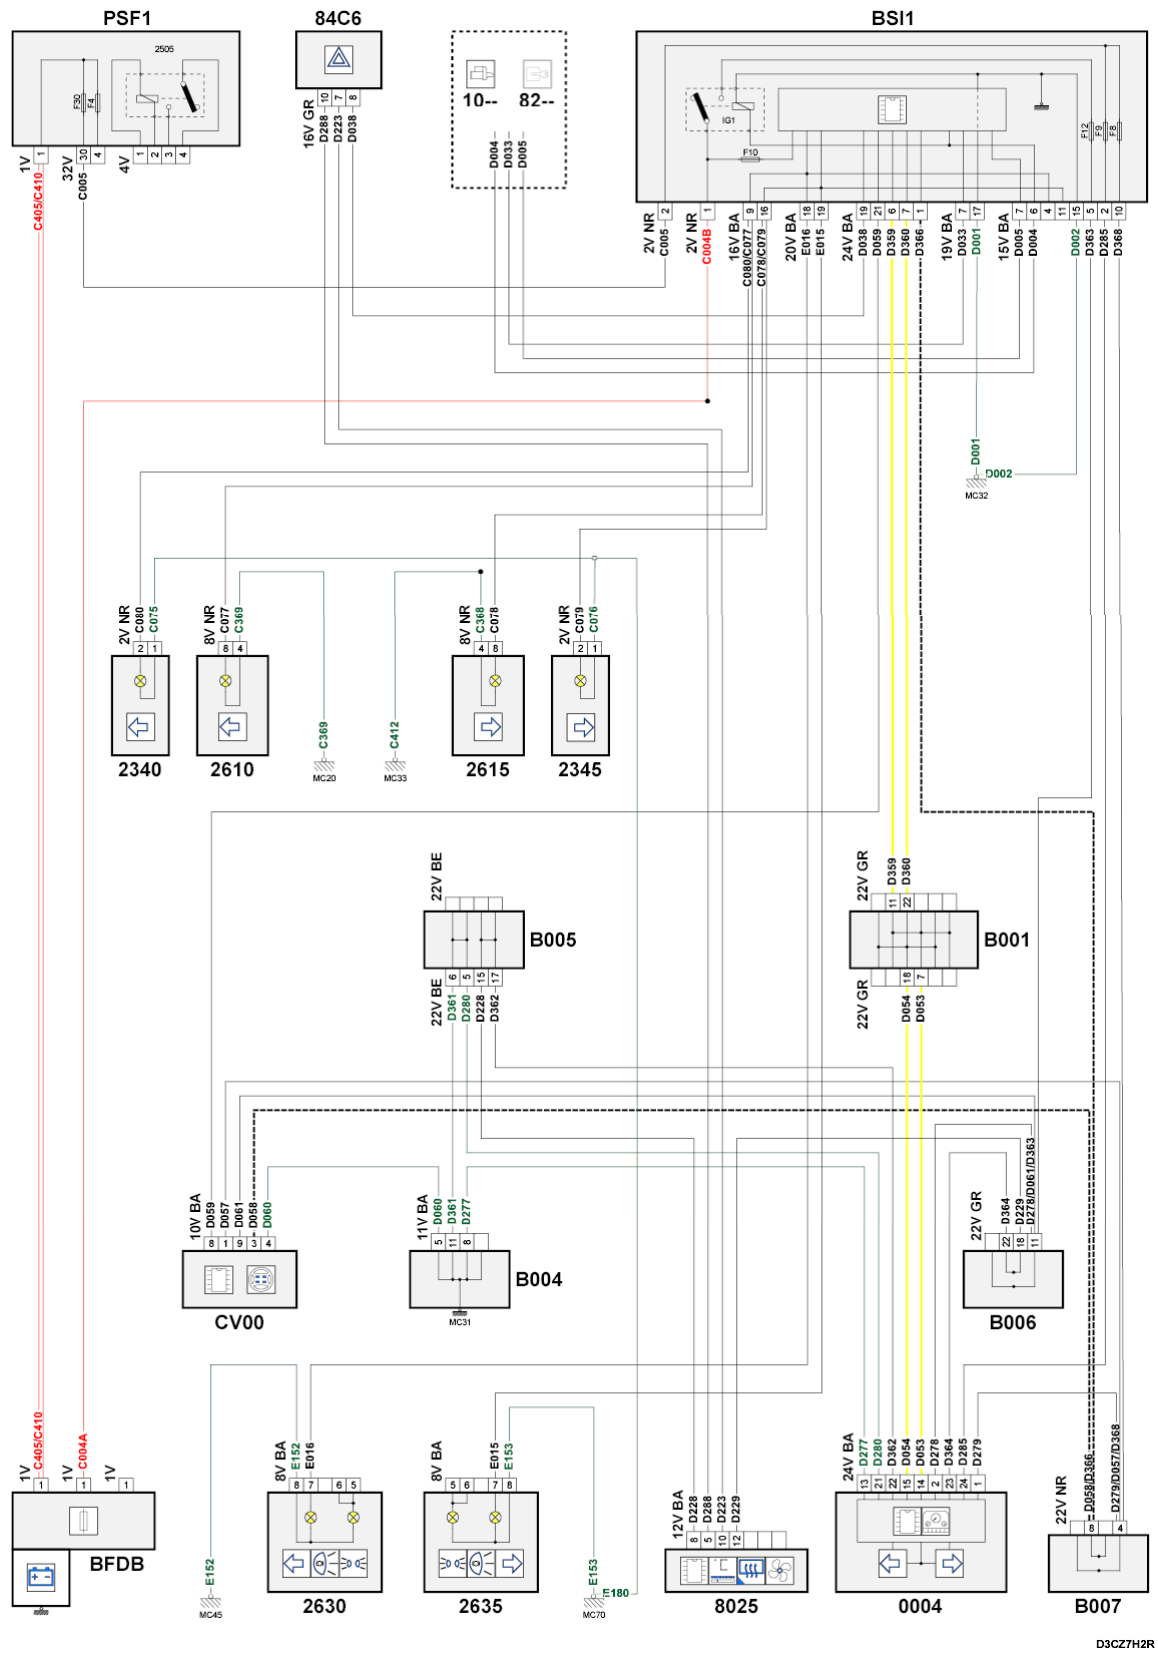 PSF1
84C6
BSI1
2505
F30
F4
10--
82--
IG1
F10
F12
F9
F8
1V
1
32V
30
4
4V
1
2
3
4
16V GR
10
7
8
2V NR
2
2V NR
1
16V BA
9
16
20V BA
18
19
24V BA
19
21
6
7
1
19V BA
7
17
15V BA
7
6
4
11
15
5
2
10
C405/C410
C005
D288
D223
D038
D004
D033
D005
C005
C004B
C080/C077
C078/C079
E016
E015
D038
D059
D359
D360
D366
D033
D001
D005
D004
D002
D363
D285
D368
D001
D002
MC32
2V NR
C080
C075
8V NR
C077
C369
8V NR
C368
C078
2V NR
C079
C076
2
1
8
4
4
8
2
1
C369
C412
MC20
MC33
2340
2610
2615
2345
22V BE
22V GR
D359
D360
11
22
B005
B001
6
5
15
17
18
7
22V BE
D361
D280
D228
D362
22V GR
D054
D053
10V BA
D059
D057
D061
D058
D060
11V BA
D060
D361
D277
22V GR
D364
D229
D278/D061/D363
8
1
9
3
4
5
11
8
22
18
11
CV00
B004
MC31
B006
1V
C405/C410
1V
C004A
1V
8V BA
E152
E016
8V BA
E015
E153
12V BA
D228
D288
D223
D229
24V BA
D277
D280
D362
D054
D053
D278
D364
D285
D279
22V NR
D058/D366
D279/D057/D368
1
1
1
8
7
6
5
5
6
7
8
8
5
10
12
13
21
22
15
14
2
23
24
1
8
4
BFDB
E152
MC45
2630
2635
E153
E180
MC70
8025
0004
B007
D3CZ7H2R